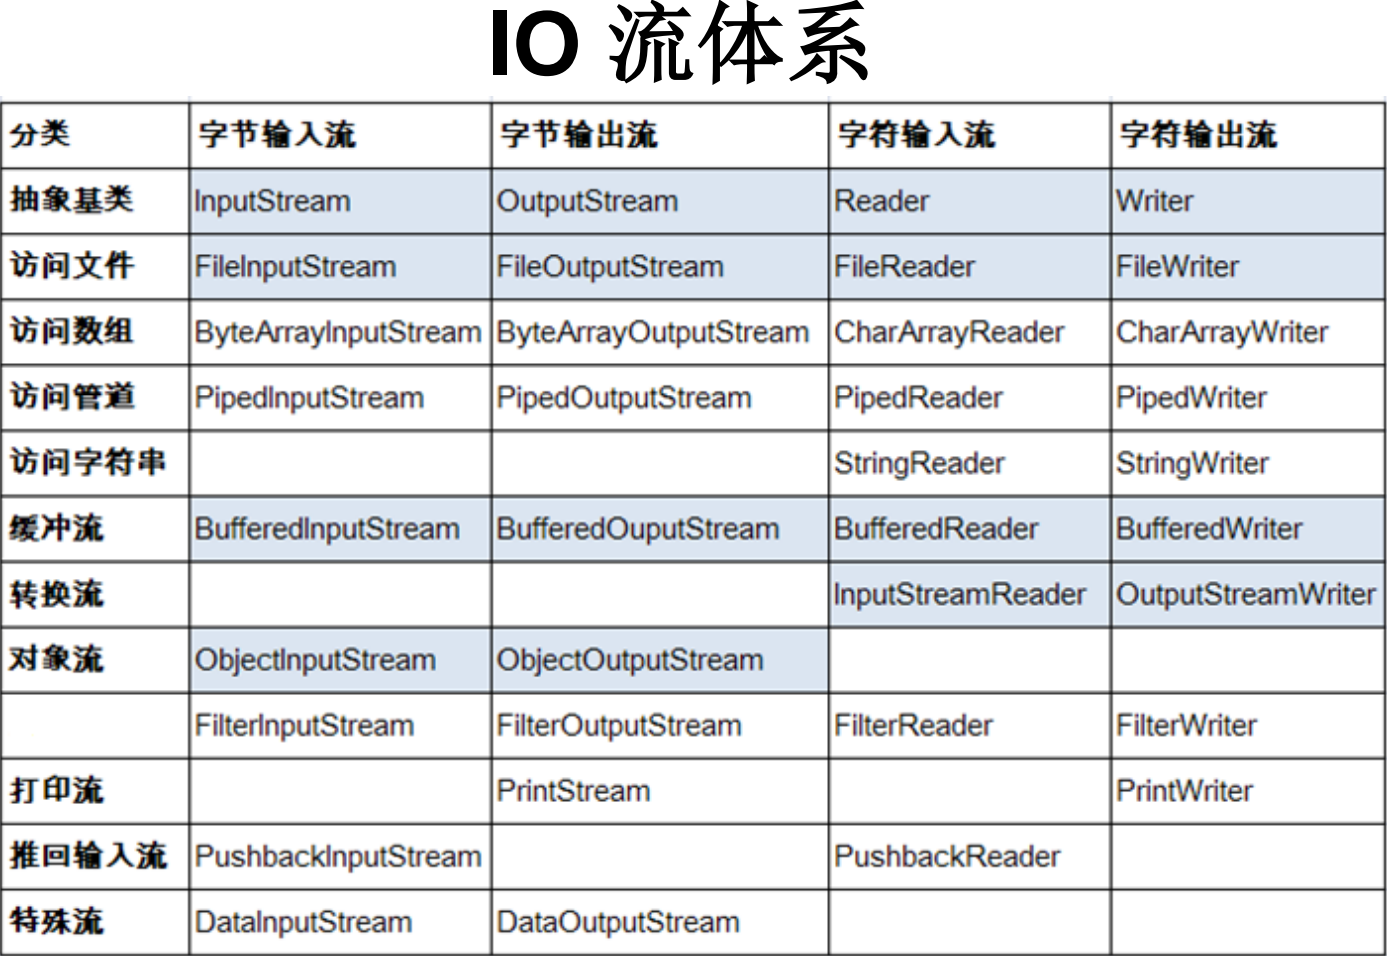 IO 流体系
分类 字节输入流 字节输出流 字符输入流 字符输出流
抽象基类 InputStream OutputStream Reader Writer
访问文件 FileInputStream FileOutputStream FileReader FileWriter
访问数组 ByteArrayInputStream ByteArrayOutputStream CharArrayReader CharArrayWriter
访问管道 PipedInputStream PipedOutputStream PipedReader PipedWriter
访问字符串 StringReader StringWriter
缓冲流 BufferedInputStream BufferedOuputStream BufferedReader BufferedWriter
转换流 InputStreamReader OutputStreamWriter
对象流 ObjectInputStream ObjectOutputStream
FilterInputStream FilterOutputStream FilterReader FilterWriter
打印流 PrintStream PrintWriter
推回输入流 PushbackInputStream PushbackReader
特殊流 DataInputStream DataOutputStream